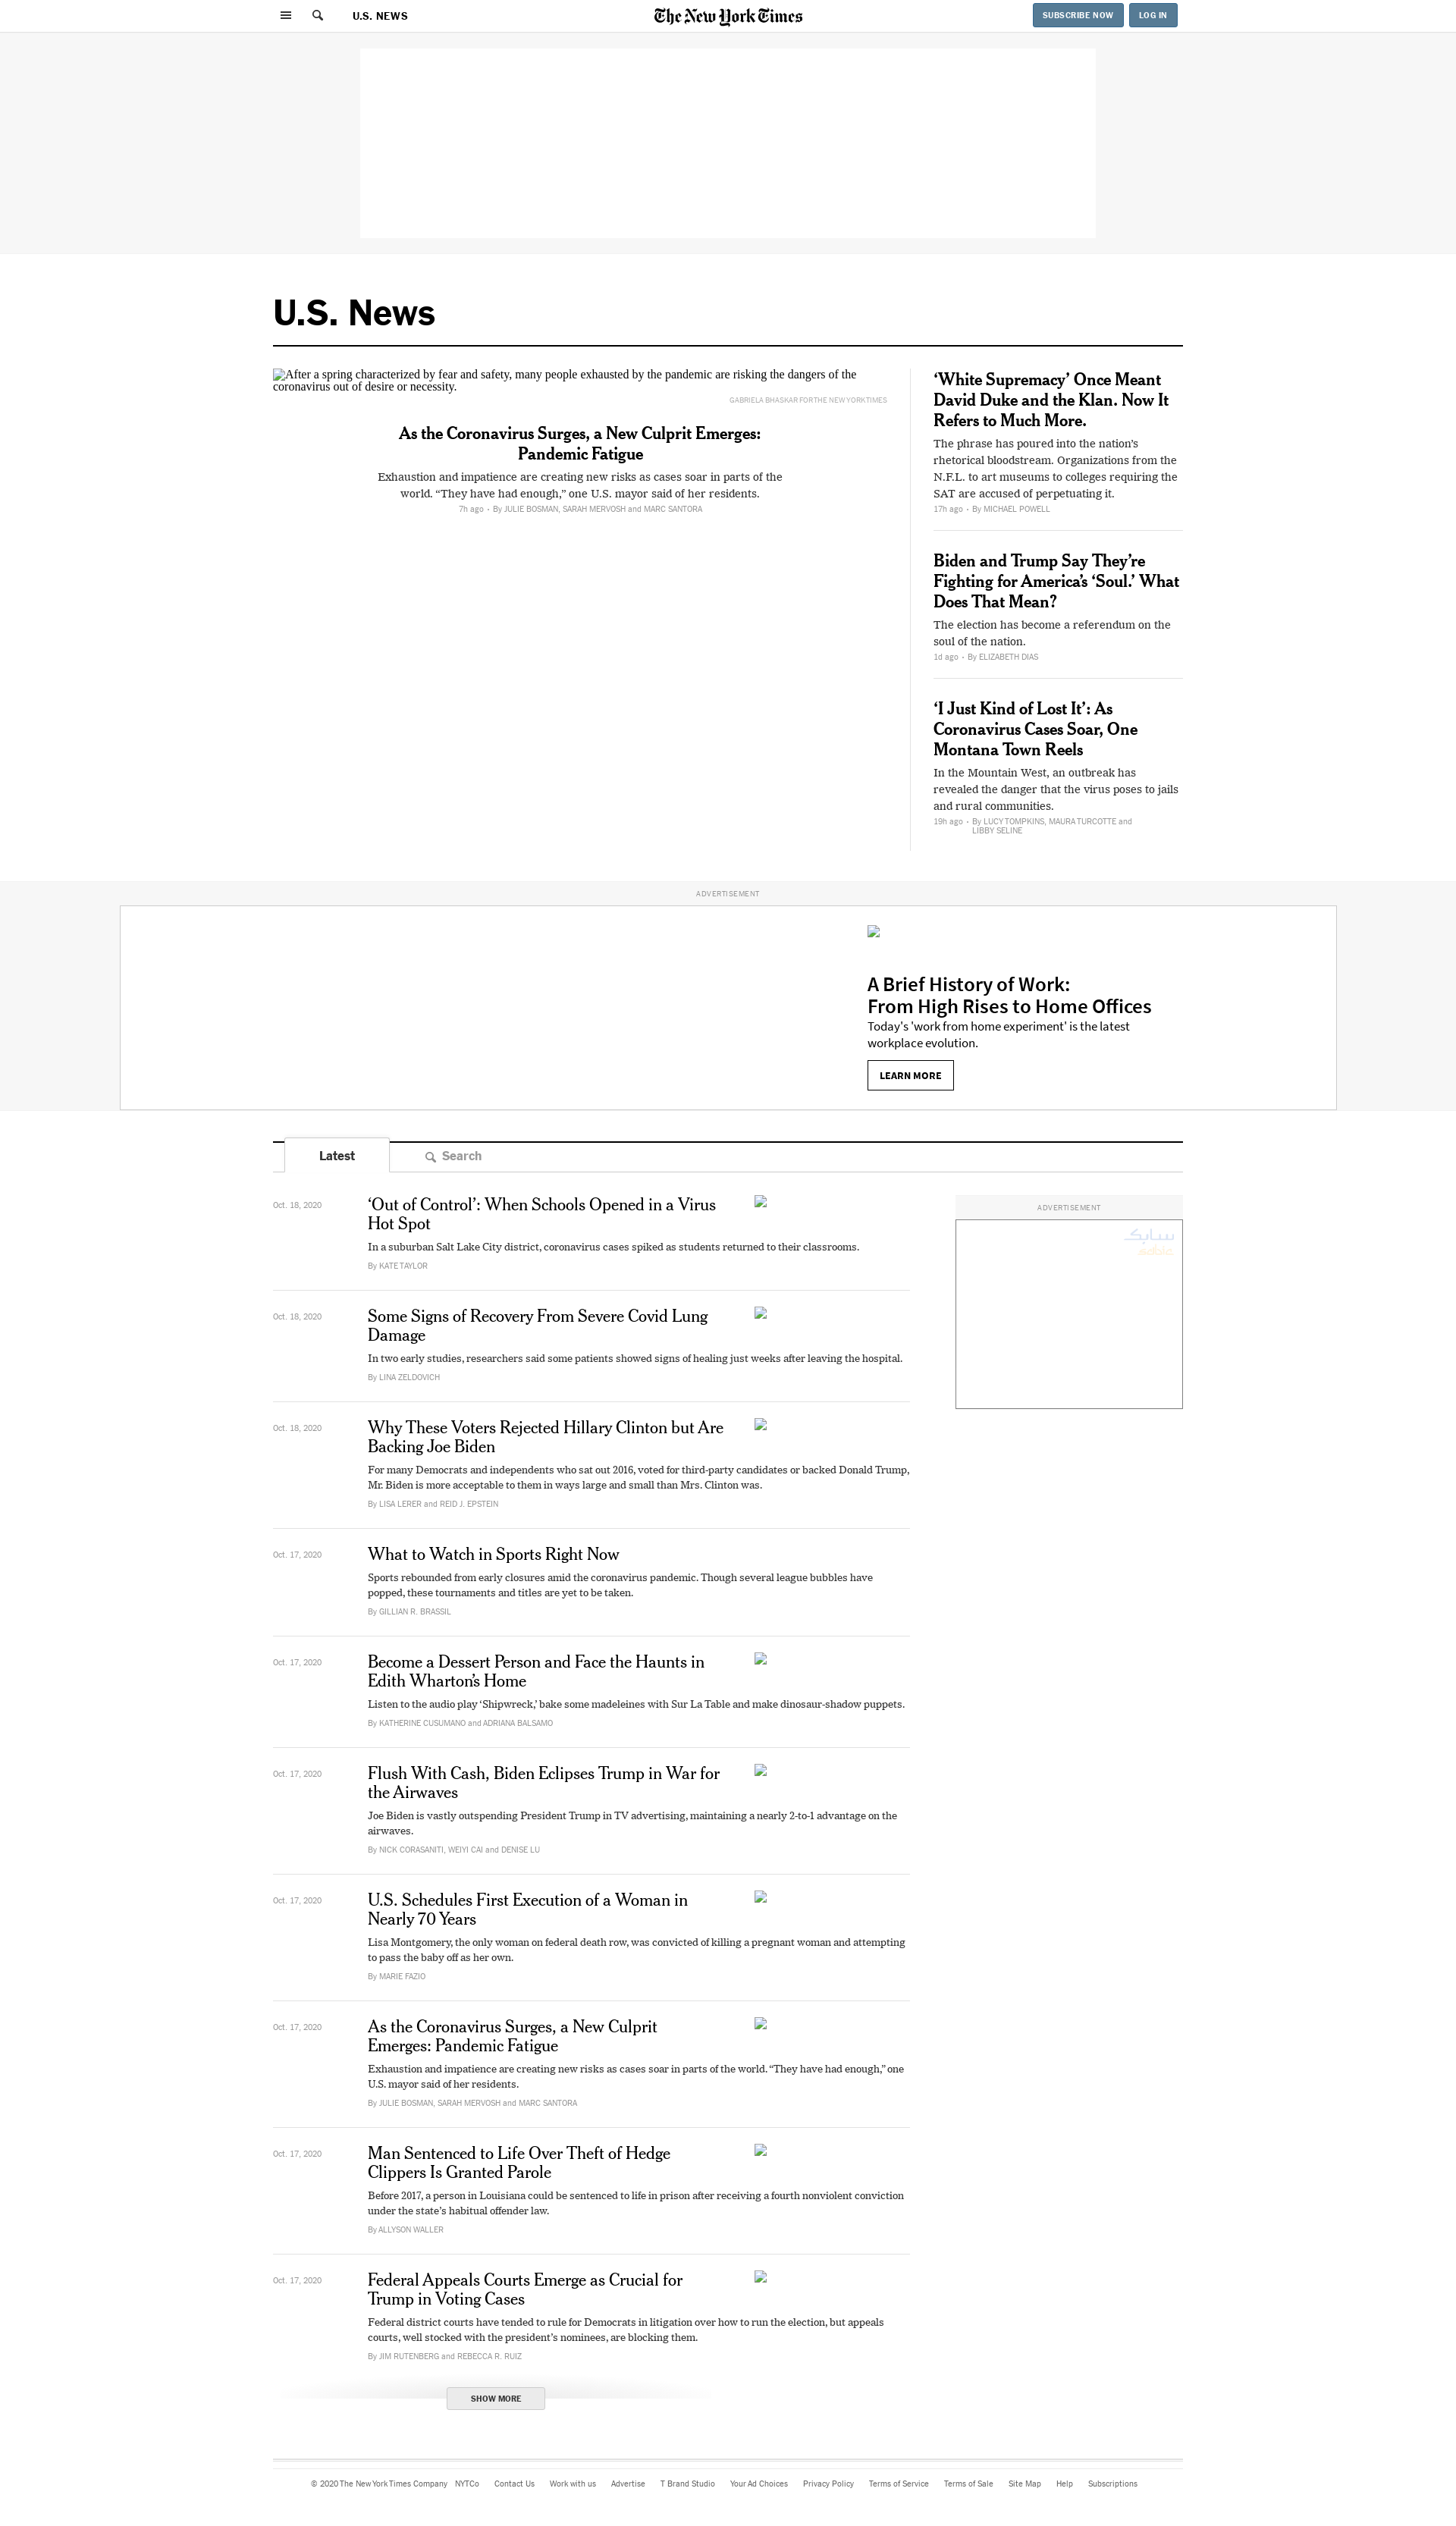 U.S. NEWS
The New York Times
SUBSCRIBE NOW
LOG IN
U.S. News
After a spring characterized by fear and safety, many people exhausted by the pandemic are risking the dangers of the
coronavirus out of desire or necessity.
GABRIELA BHASKAR FOR THE NEW YORK TIMES
As the Coronavirus Surges, a New Culprit Emerges:
Pandemic Fatigue
Exhaustion and impatience are creating new risks as cases soar in parts of the
world. “They have had enough,” one U.S. mayor said of her residents.
7h ago • By JULIE BOSMAN, SARAH MERVOSH and MARC SANTORA
‘White Supremacy’ Once Meant
David Duke and the Klan. Now It
Refers to Much More.
The phrase has poured into the nation’s
rhetorical bloodstream. Organizations from the
N.F.L. to art museums to colleges requiring the
SAT are accused of perpetuating it.
17h ago • By MICHAEL POWELL
Biden and Trump Say They’re
Fighting for America’s ‘Soul.’ What
Does That Mean?
The election has become a referendum on the
soul of the nation.
1d ago • By ELIZABETH DIAS
‘I Just Kind of Lost It’: As
Coronavirus Cases Soar, One
Montana Town Reels
In the Mountain West, an outbreak has
revealed the danger that the virus poses to jails
and rural communities.
19h ago • By LUCY TOMPKINS, MAURA TURCOTTE and
LIBBY SELINE
ADVERTISEMENT
A Brief History of Work:
From High Rises to Home Offices
Today's 'work from home experiment' is the latest
workplace evolution.
LEARN MORE
Latest
Search
Oct. 18, 2020
‘Out of Control’: When Schools Opened in a Virus
Hot Spot
In a suburban Salt Lake City district, coronavirus cases spiked as students returned to their classrooms.
By KATE TAYLOR
ADVERTISEMENT
سابک
sabic
Oct. 18, 2020
Some Signs of Recovery From Severe Covid Lung
Damage
In two early studies, researchers said some patients showed signs of healing just weeks after leaving the hospital.
By LINA ZELDOVICH
Oct. 18, 2020
Why These Voters Rejected Hillary Clinton but Are
Backing Joe Biden
For many Democrats and independents who sat out 2016, voted for third-party candidates or backed Donald Trump,
Mr. Biden is more acceptable to them in ways large and small than Mrs. Clinton was.
By LISA LERER and REID J. EPSTEIN
Oct. 17, 2020
What to Watch in Sports Right Now
Sports rebounded from early closures amid the coronavirus pandemic. Though several league bubbles have
popped, these tournaments and titles are yet to be taken.
By GILLIAN R. BRASSIL
Oct. 17, 2020
Become a Dessert Person and Face the Haunts in
Edith Wharton’s Home
Listen to the audio play ‘Shipwreck,’ bake some madeleines with Sur La Table and make dinosaur-shadow puppets.
By KATHERINE CUSUMANO and ADRIANA BALSAMO
Oct. 17, 2020
Flush With Cash, Biden Eclipses Trump in War for
the Airwaves
Joe Biden is vastly outspending President Trump in TV advertising, maintaining a nearly 2-to-1 advantage on the
airwaves.
By NICK CORASANITI, WEIYI CAI and DENISE LU
Oct. 17, 2020
U.S. Schedules First Execution of a Woman in
Nearly 70 Years
Lisa Montgomery, the only woman on federal death row, was convicted of killing a pregnant woman and attempting
to pass the baby off as her own.
By MARIE FAZIO
Oct. 17, 2020
As the Coronavirus Surges, a New Culprit
Emerges: Pandemic Fatigue
Exhaustion and impatience are creating new risks as cases soar in parts of the world. “They have had enough,” one
U.S. mayor said of her residents.
By JULIE BOSMAN, SARAH MERVOSH and MARC SANTORA
Oct. 17, 2020
Man Sentenced to Life Over Theft of Hedge
Clippers Is Granted Parole
Before 2017, a person in Louisiana could be sentenced to life in prison after receiving a fourth nonviolent conviction
under the state’s habitual offender law.
By ALLYSON WALLER
Oct. 17, 2020
Federal Appeals Courts Emerge as Crucial for
Trump in Voting Cases
Federal district courts have tended to rule for Democrats in litigation over how to run the election, but appeals
courts, well stocked with the president’s nominees, are blocking them.
By JIM RUTENBERG and REBECCA R. RUIZ
SHOW MORE
© 2020 The New York Times Company NYTCo Contact Us Work with us Advertise T Brand Studio Your Ad Choices Privacy Policy Terms of Service Terms of Sale Site Map Help Subscriptions